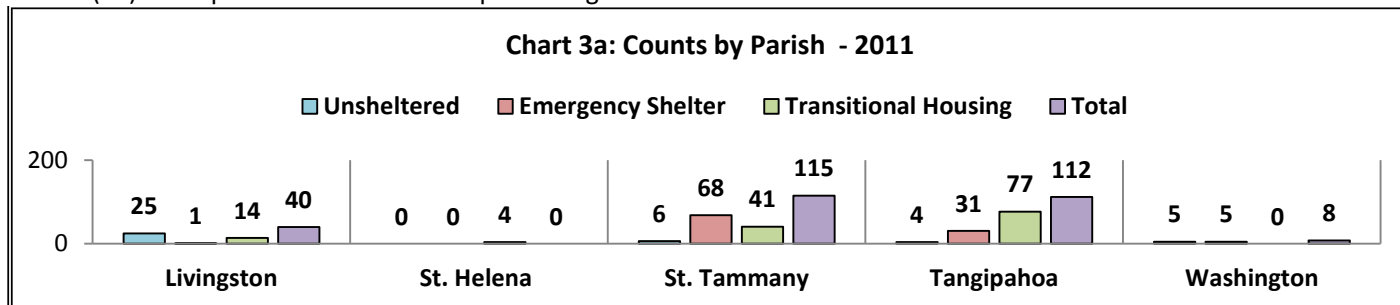 Chart 3a: Counts by Parish - 2011
Unsheltered Emergency Shelter Transitional Housing Total
200
0
25 1 14 40
0 0 4 0
6 68 41 115
4 31 77 112
5 5 0 8
Livingston St. Helena St. Tammany Tangipahoa Washington